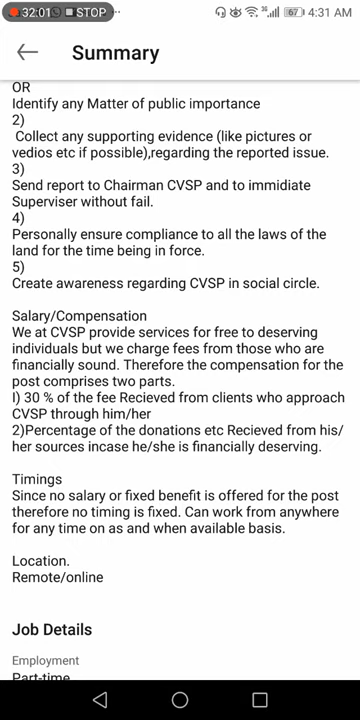 32:01 STOP 67 4:31 AM
Summary
OR
Identify any Matter of public importance
2)
Collect any supporting evidence (like pictures or
vedios etc if possible),regarding the reported issue.
3)
Send report to Chairman CVSP and to immidiate
Superviser without fail.
4)
Personally ensure compliance to all the laws of the
land for the time being in force.
5)
Create awareness regarding CVSP in social circle.
Salary/Compensation
We at CVSP provide services for free to deserving
individuals but we charge fees from those who are
financially sound. Therefore the compensation for the
post comprises two parts.
I) 30 % of the fee Recieved from clients who approach
CVSP through him/her
2)Percentage of the donations etc Recieved from his/
her sources incase he/she is financially deserving.
Timings
Since no salary or fixed benefit is offered for the post
therefore no timing is fixed. Can work from anywhere
for any time on as and when available basis.
Location.
Remote/online
Job Details
Employment
Part-time